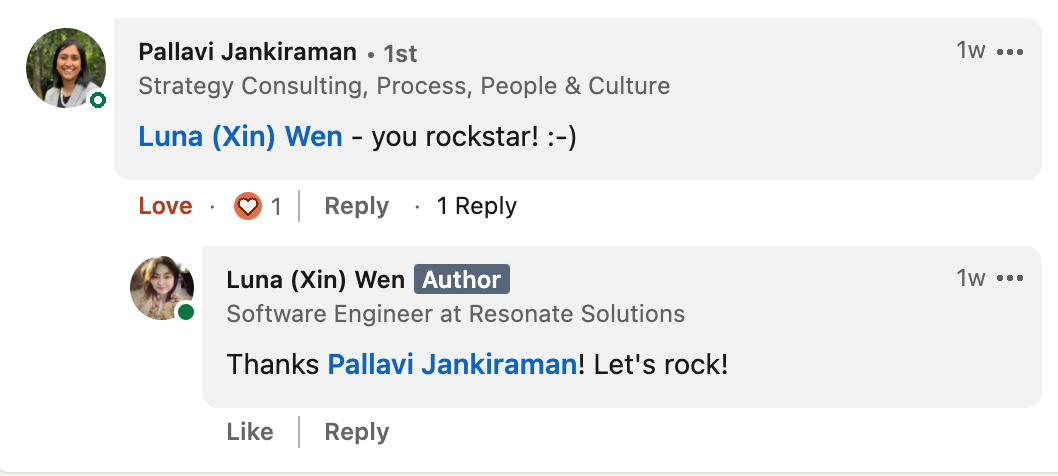 Pallavi Jankiraman • 1st 1w •••
Strategy Consulting, Process, People & Culture
Luna (Xin) Wen - you rockstar! :-)
Love · 1 | Reply · 1 Reply
Luna (Xin) Wen Author 1w •••
Software Engineer at Resonate Solutions
Thanks Pallavi Jankiraman! Let's rock!
Like | Reply